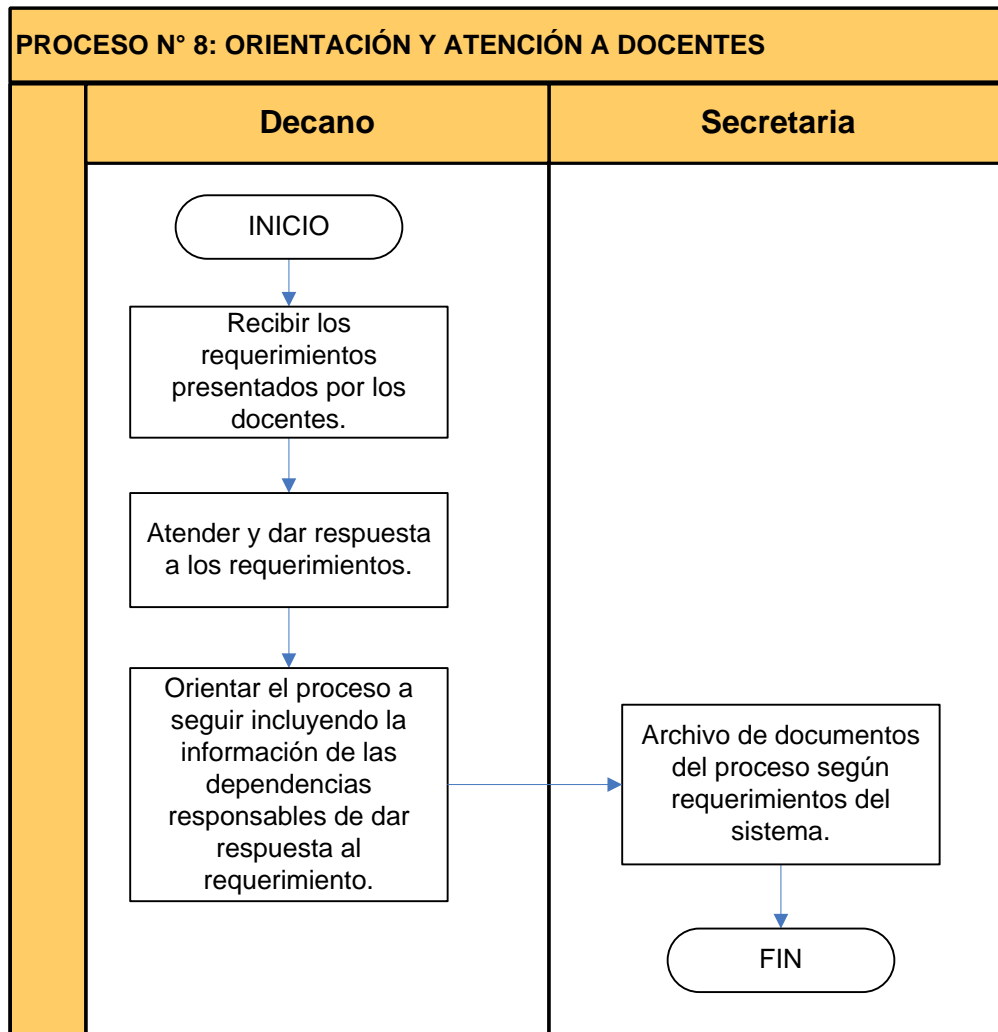 PROCESO N° 8: ORIENTACIÓN Y ATENCIÓN A DOCENTES
Decano
Secretaria
INICIO
Recibir los
requerimientos
presentados por los
docentes.
Atender y dar respuesta
a los requerimientos.
Orientar el proceso a
seguir incluyendo la
información de las
dependencias
responsables de dar
respuesta al
requerimiento.
Archivo de documentos
del proceso según
requerimientos del
sistema.
FIN